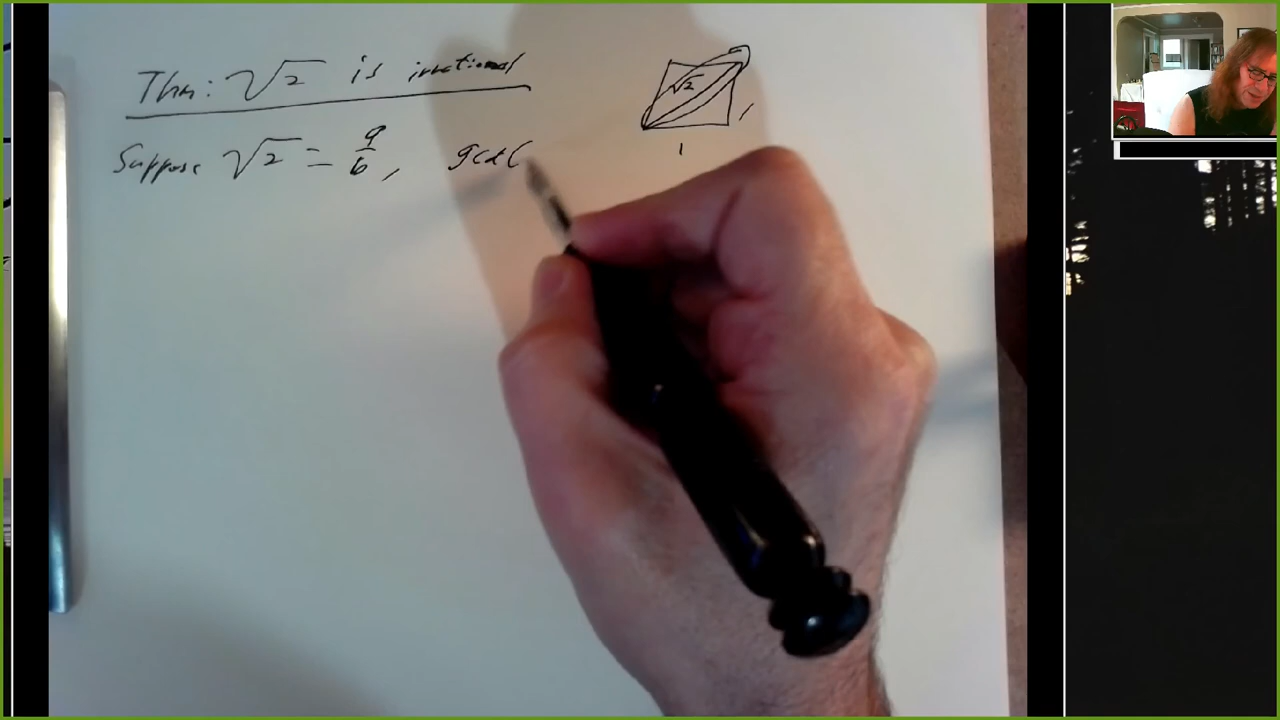 Thm: √2 is irrational
Suppose √2 = a/b, gcd(
√2
1
1